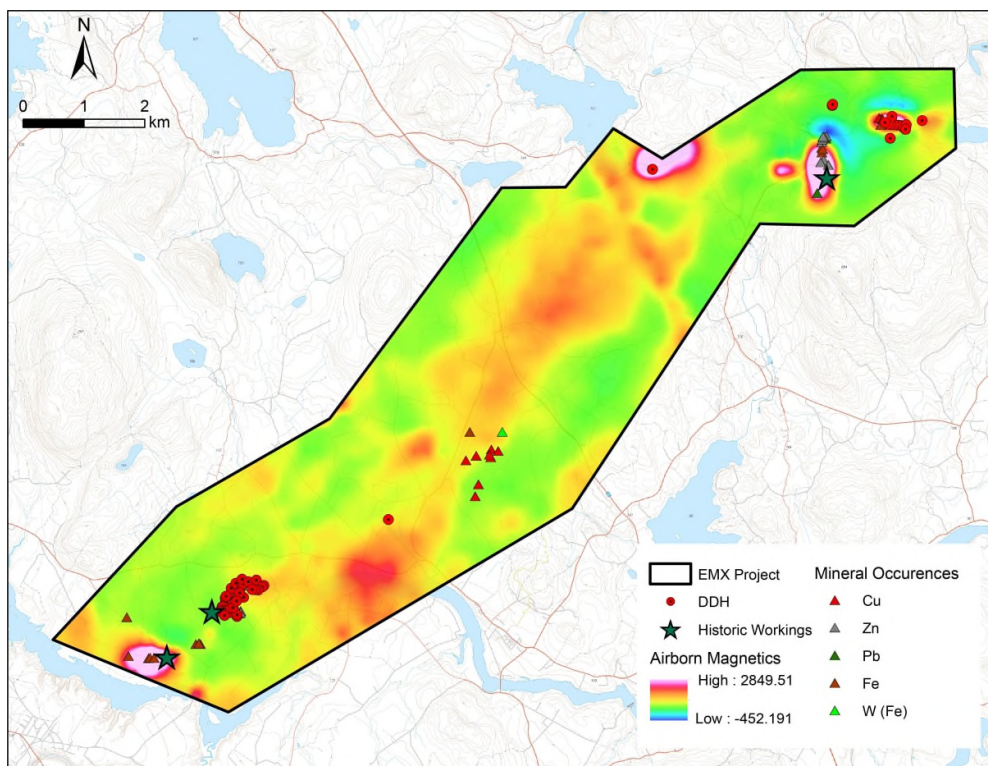 N
0 1 2
km
EMX Project
DDH
Historic Workings
Airborn Magnetics
High : 2849.51
Low : -452.191
Mineral Occurences
Cu
Zn
Pb
Fe
W (Fe)